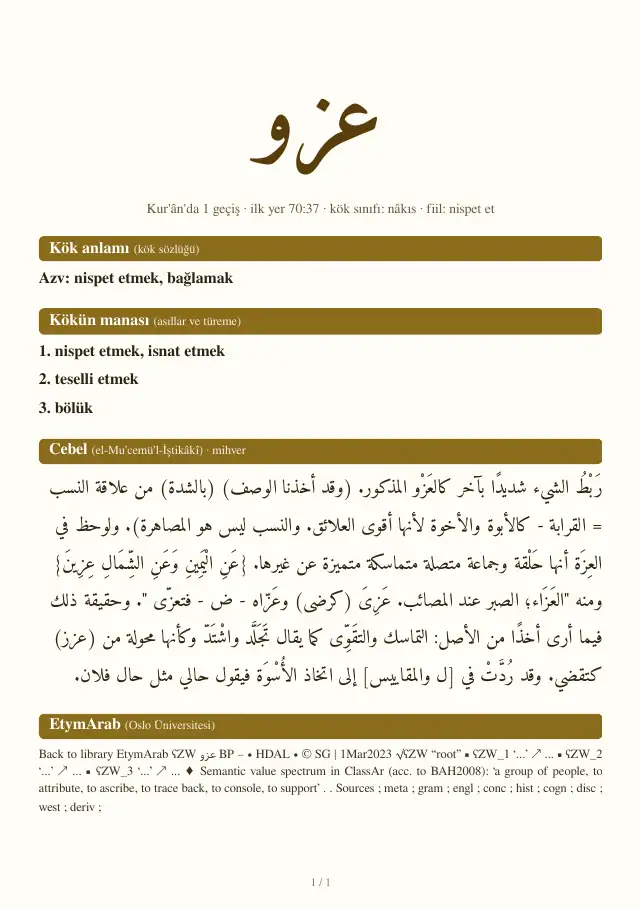 عزو
Kur'ân'da 1 geçiş · ilk yer 70:37 · kök sınıfı: nâkıs · fiil: nispet et
Kök anlamı (kök sözlüğü)
Azv: nispet etmek, bağlamak
Kökün manası (asıllar ve türeme)
1. nispet etmek, isnat etmek
2. teselli etmek
3. bölük
Cebel (el-Mu'cemü'l-İştikâkî) · mihver
رَبْطُ الشيء شديدًا بآخر كالعَزْو المذكور. (وقد أخذنا الوصف) (بالشدة) من علاقة النسب
= القرابة - كالأبوة والأخوة لأنها أقوى العلائق. والنسب ليس هو المصاهرة). ولوحظ في
العِزَة أنها حَلْقة وجماعة متصلة متماسكة متميزة عن غيرها. {عَنِ الْيَمِينِ وَعَنِ الشِّمَالِ عِزِينَ}
ومنه "العَزَاء؛ الصبر عند المصائب. عَزِىَ (كرضى) وعَزّاه - ض - فتعزّى ". وحقيقة ذلك
فيما أرى أخذًا من الأصل: التماسك والتقَوِّى كما يقال تَجَلَّد واشْتَدّ وكأنها محولة من (عزز)
كتقضي. وقد رُدَّتْ في [ل والمقاييس] إلى اتخاذ الأُسْوَة فيقول حالي مثل حال فلان.
EtymArab (Oslo Üniversitesi)
Back to library EtymArab ʕZW عزو BP – • HDAL • © SG | 1Mar2023 √ʕZW “root” ▪ ʕZW_1 ‘...’ ↗ ... ▪ ʕZW_2
‘...’ ↗ ... ▪ ʕZW_3 ‘...’ ↗ ... ♦ Semantic value spectrum in ClassAr (acc. to BAH2008): ‘a group of people, to
attribute, to ascribe, to trace back, to console, to support’ . . Sources ; meta ; gram ; engl ; conc ; hist ; cogn ; disc ;
west ; deriv ;
1 / 1